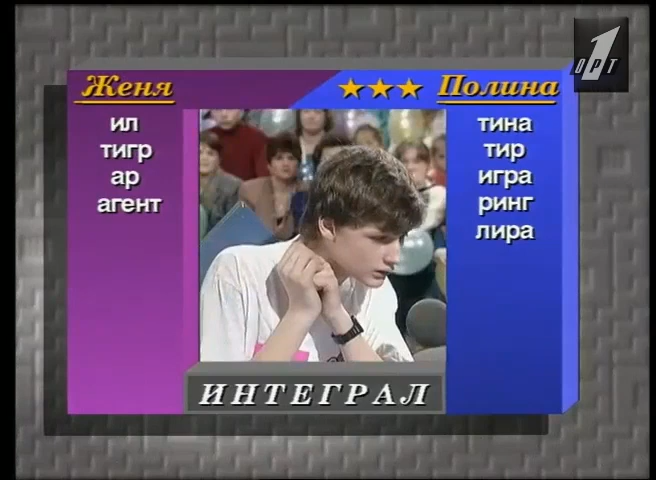 ОРТ
Женя
★★★ Полина
ил
тигр
ар
агент
тина
тир
игра
ринг
лира
ИНТЕГРАЛ